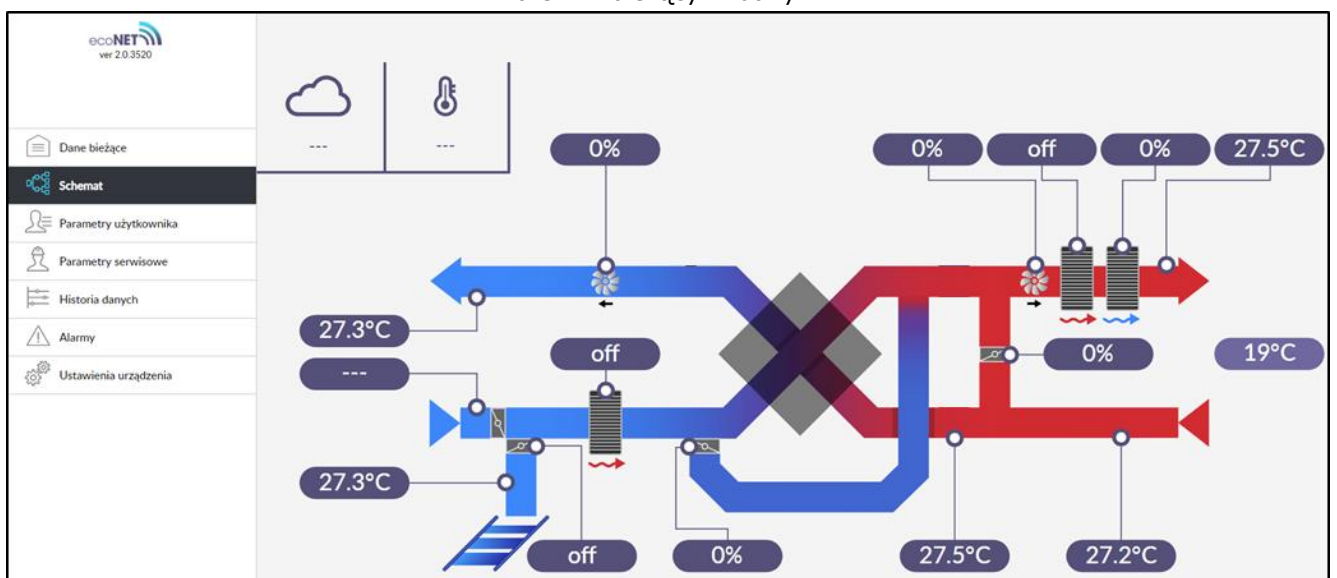 ecoNET
ver 2.0.3520
Dane bieżące
Schemat
Parametry użytkownika
Parametry serwisowe
Historia danych
Alarmy
Ustawienia urządzenia
---
---
0%
0%
off
0%
27.5°C
27.3°C
off
0%
19°C
---
27.3°C
off
0%
27.5°C
27.2°C